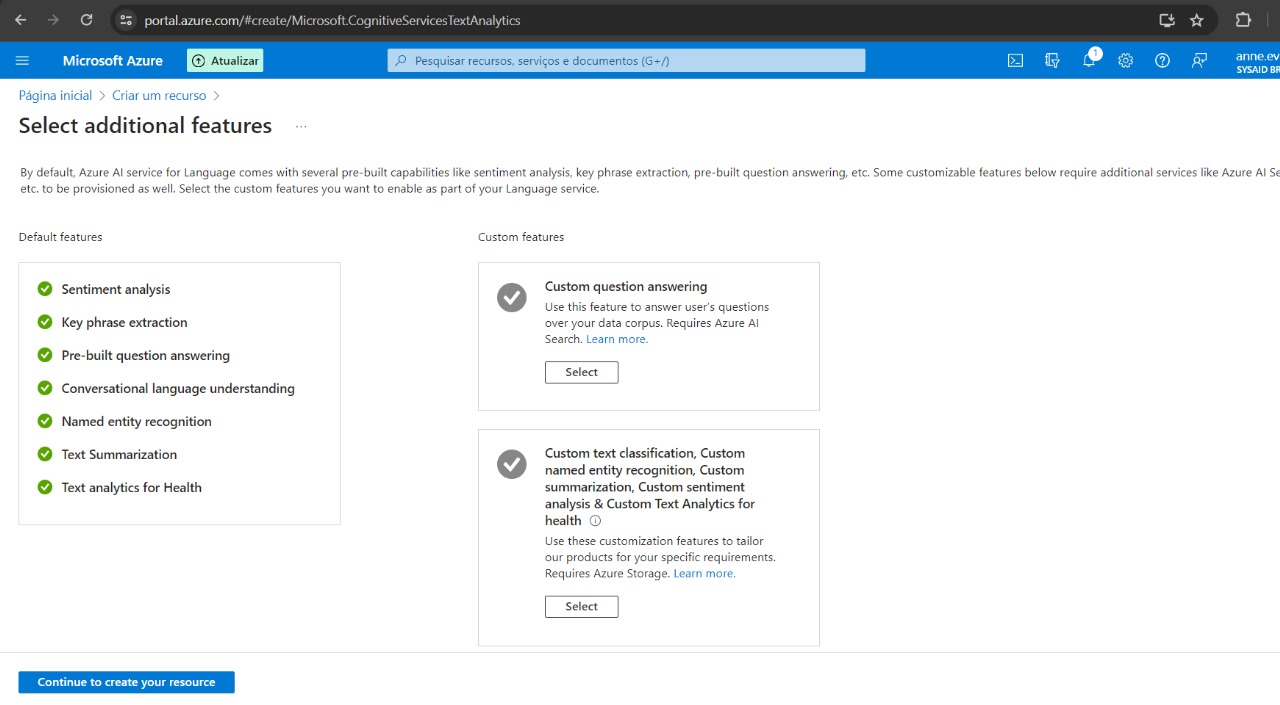 portal.azure.com/#create/Microsoft.CognitiveServicesTextAnalytics
Microsoft Azure
Atualizar
Pesquisar recursos, serviços e documentos (G+/)
1
anne.ev
SYSAID BR
Página inicial > Criar um recurso >
Select additional features ...
By default, Azure AI service for Language comes with several pre-built capabilities like sentiment analysis, key phrase extraction, pre-built question answering, etc. Some customizable features below require additional services like Azure AI Se
etc. to be provisioned as well. Select the custom features you want to enable as part of your Language service.
Default features
Sentiment analysis
Key phrase extraction
Pre-built question answering
Conversational language understanding
Named entity recognition
Text Summarization
Text analytics for Health
Custom features
Custom question answering
Use this feature to answer user's questions
over your data corpus. Requires Azure AI
Search. Learn more.
Select
Custom text classification, Custom
named entity recognition, Custom
summarization, Custom sentiment
analysis & Custom Text Analytics for
health
Use these customization features to tailor
our products for your specific requirements.
Requires Azure Storage. Learn more.
Select
Continue to create your resource